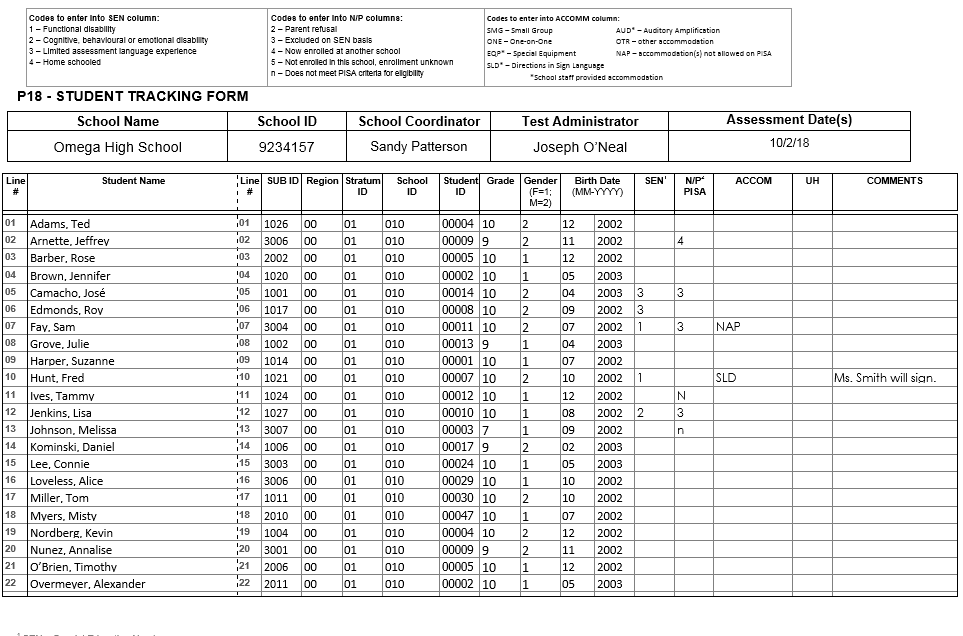 Codes to enter into SEN column:
1 – Functional disability
2 – Cognitive, behavioural or emotional disability
3 – Limited assessment language experience
4 – Home schooled
Codes to enter into N/P columns:
2 – Parent refusal
3 – Excluded on SEN basis
4 – Now enrolled at another school
5 – Not enrolled in this school, enrollment unknown
n – Does not meet PISA criteria for eligibility
Codes to enter into ACCOMM column:
SMG – Small Group AUD* – Auditory Amplification
ONE – One-on-One OTR – other accommodation
EQP* – Special Equipment NAP – accommodation(s) not allowed on PISA
SLD* – Directions in Sign Language
*School staff provided accommodation
P18 - STUDENT TRACKING FORM
School Name School ID School Coordinator Test Administrator Assessment Date(s)
Omega High School 9234157 Sandy Patterson Joseph O'Neal 10/2/18
Line # Student Name Line # SUB ID Region Stratum ID School ID Student ID Grade Gender (F=1; M=2) Birth Date (MM-YYYY) SEN¹ N/P² PISA ACCOM UH COMMENTS
01 Adams, Ted 01 1026 00 01 010 00004 10 2 12 2002
02 Arnette, Jeffrey 02 3006 00 01 010 00009 9 2 11 2002 4
03 Barber, Rose 03 2002 00 01 010 00005 10 1 12 2002
04 Brown, Jennifer 04 1020 00 01 010 00002 10 1 05 2003
05 Camacho, José 05 1001 00 01 010 00014 10 2 04 2003 3 3
06 Edmonds, Roy 06 1017 00 01 010 00008 10 2 09 2002 3
07 Fay, Sam 07 3004 00 01 010 00011 10 2 07 2002 1 3 NAP
08 Grove, Julie 08 1002 00 01 010 00013 9 1 04 2003
09 Harper, Suzanne 09 1014 00 01 010 00001 10 1 07 2002
10 Hunt, Fred 10 1021 00 01 010 00007 10 2 10 2002 1 SLD Ms. Smith will sign.
11 Ives, Tammy 11 1024 00 01 010 00012 10 1 12 2002 N
12 Jenkins, Lisa 12 1027 00 01 010 00010 10 1 08 2002 2 3
13 Johnson, Melissa 13 3007 00 01 010 00003 7 1 09 2002 n
14 Kominski, Daniel 14 1006 00 01 010 00017 9 2 02 2003
15 Lee, Connie 15 3003 00 01 010 00024 10 1 05 2003
16 Loveless, Alice 16 3006 00 01 010 00029 10 1 10 2002
17 Miller, Tom 17 1011 00 01 010 00030 10 2 10 2002
18 Myers, Misty 18 2010 00 01 010 00047 10 1 07 2002
19 Nordberg, Kevin 19 1004 00 01 010 00004 10 2 12 2002
20 Nunez, Annalise 20 3001 00 01 010 00009 9 2 11 2002
21 O'Brien, Timothy 21 2006 00 01 010 00005 10 1 12 2002
22 Overmeyer, Alexander 22 2011 00 01 010 00002 10 1 05 2003